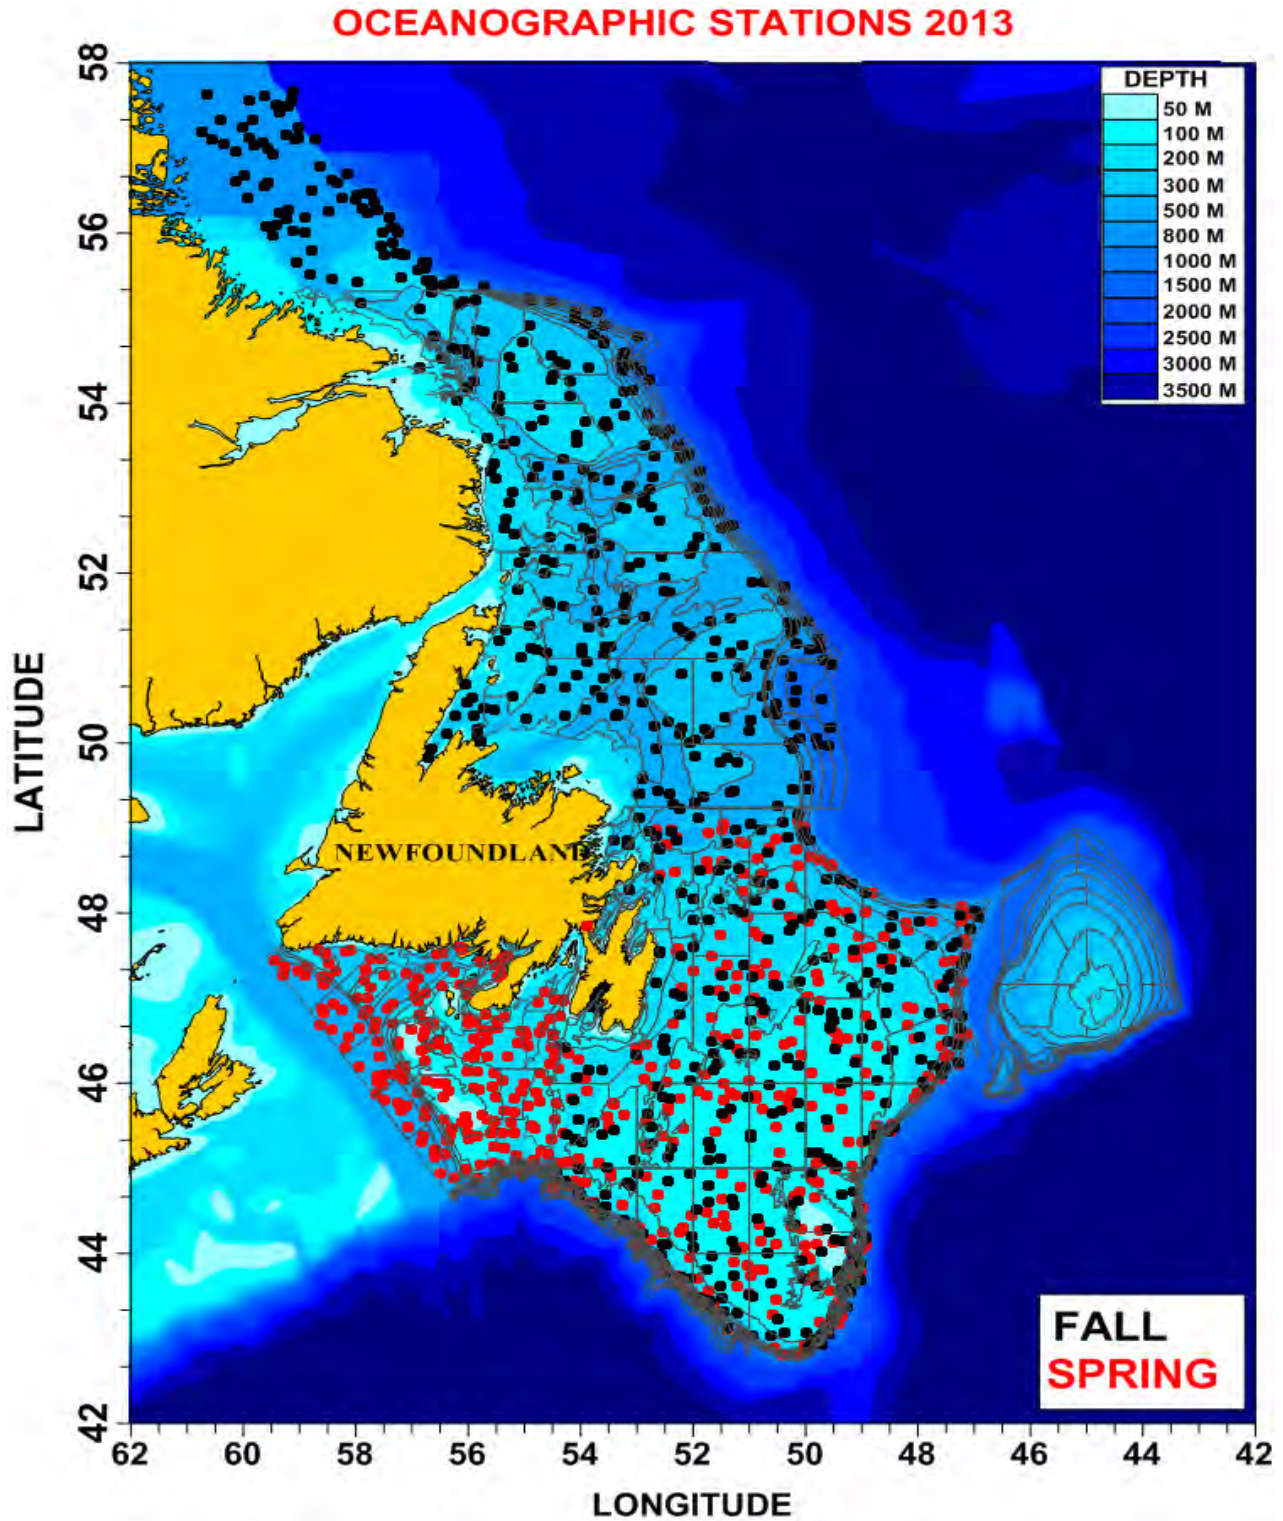 OCEANOGRAPHIC STATIONS 2013
DEPTH
50 M
100 M
200 M
300 M
500 M
800 M
1000 M
1500 M
2000 M
2500 M
3000 M
3500 M
58
56
54
52
50
48
46
44
42
LATITUDE
NEWFOUNDLAND
FALL
SPRING
62 60 58 56 54 52 50 48 46 44 42
LONGITUDE